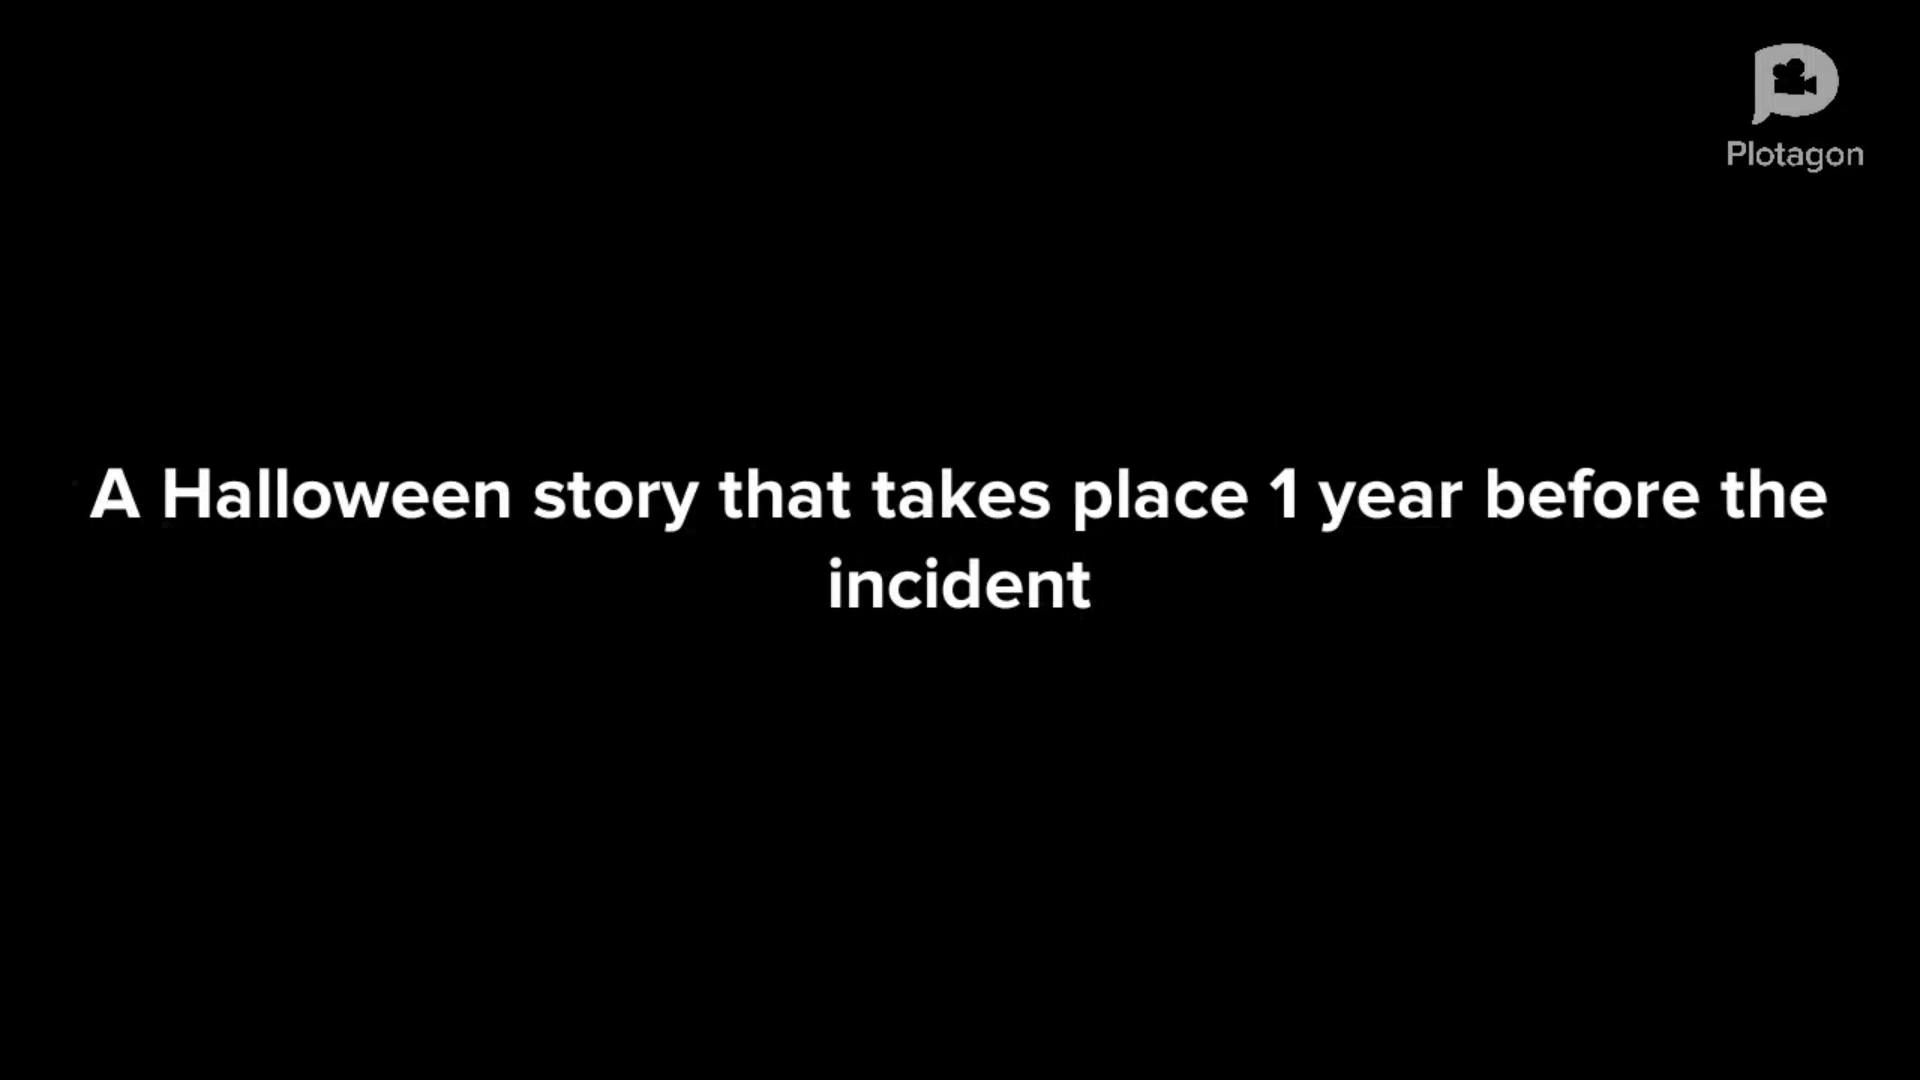 Plotagon
A Halloween story that takes place 1 year before the
incident